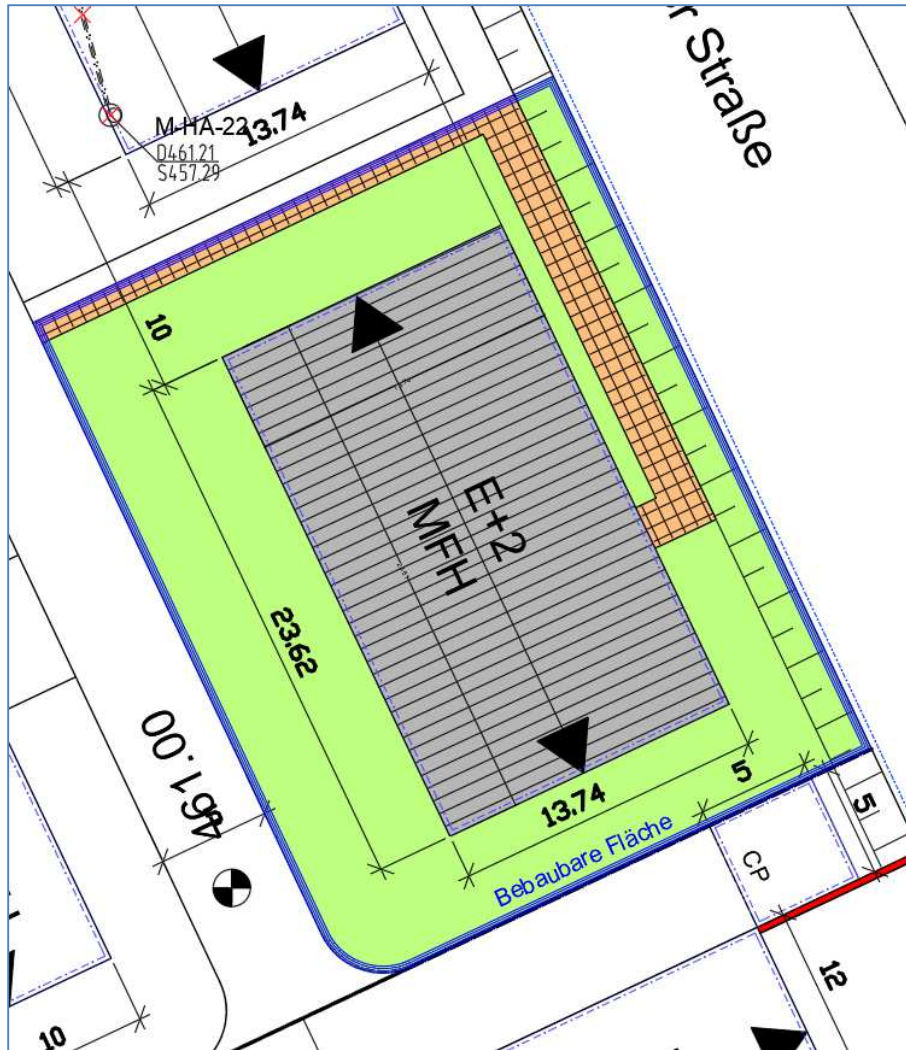 r Straße
M-HA-22
D461.21
S457.29
13.74
10
E+2
MFH
23.62
461.00
13.74
5
5
Bebaubare Fläche
CP
12
10